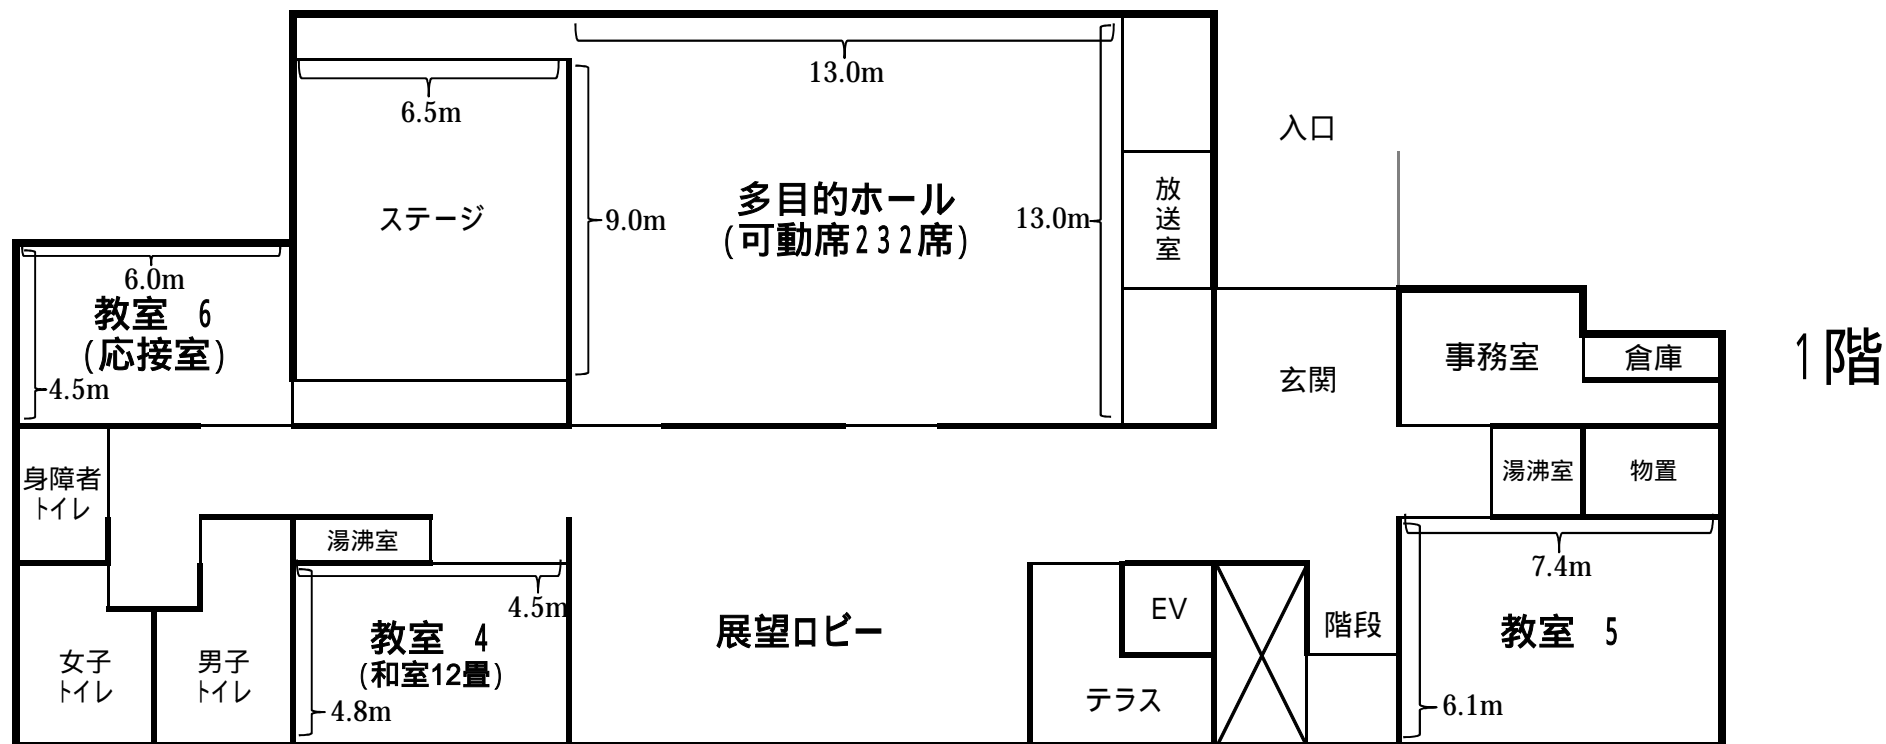 13.0m
6.5m
入口
ステージ
9.0m
多目的ホール
(可動席232席)
13.0m
放
送
室
6.0m
教室 6
(応接室)
4.5m
玄関
事務室
倉庫
1階
身障者
トイレ
湯沸室
物置
湯沸室
7.4m
4.5m
教室 4
(和室12畳)
4.8m
展望ロビー
EV
階段
教室 5
女子
トイレ
男子
トイレ
テラス
6.1m